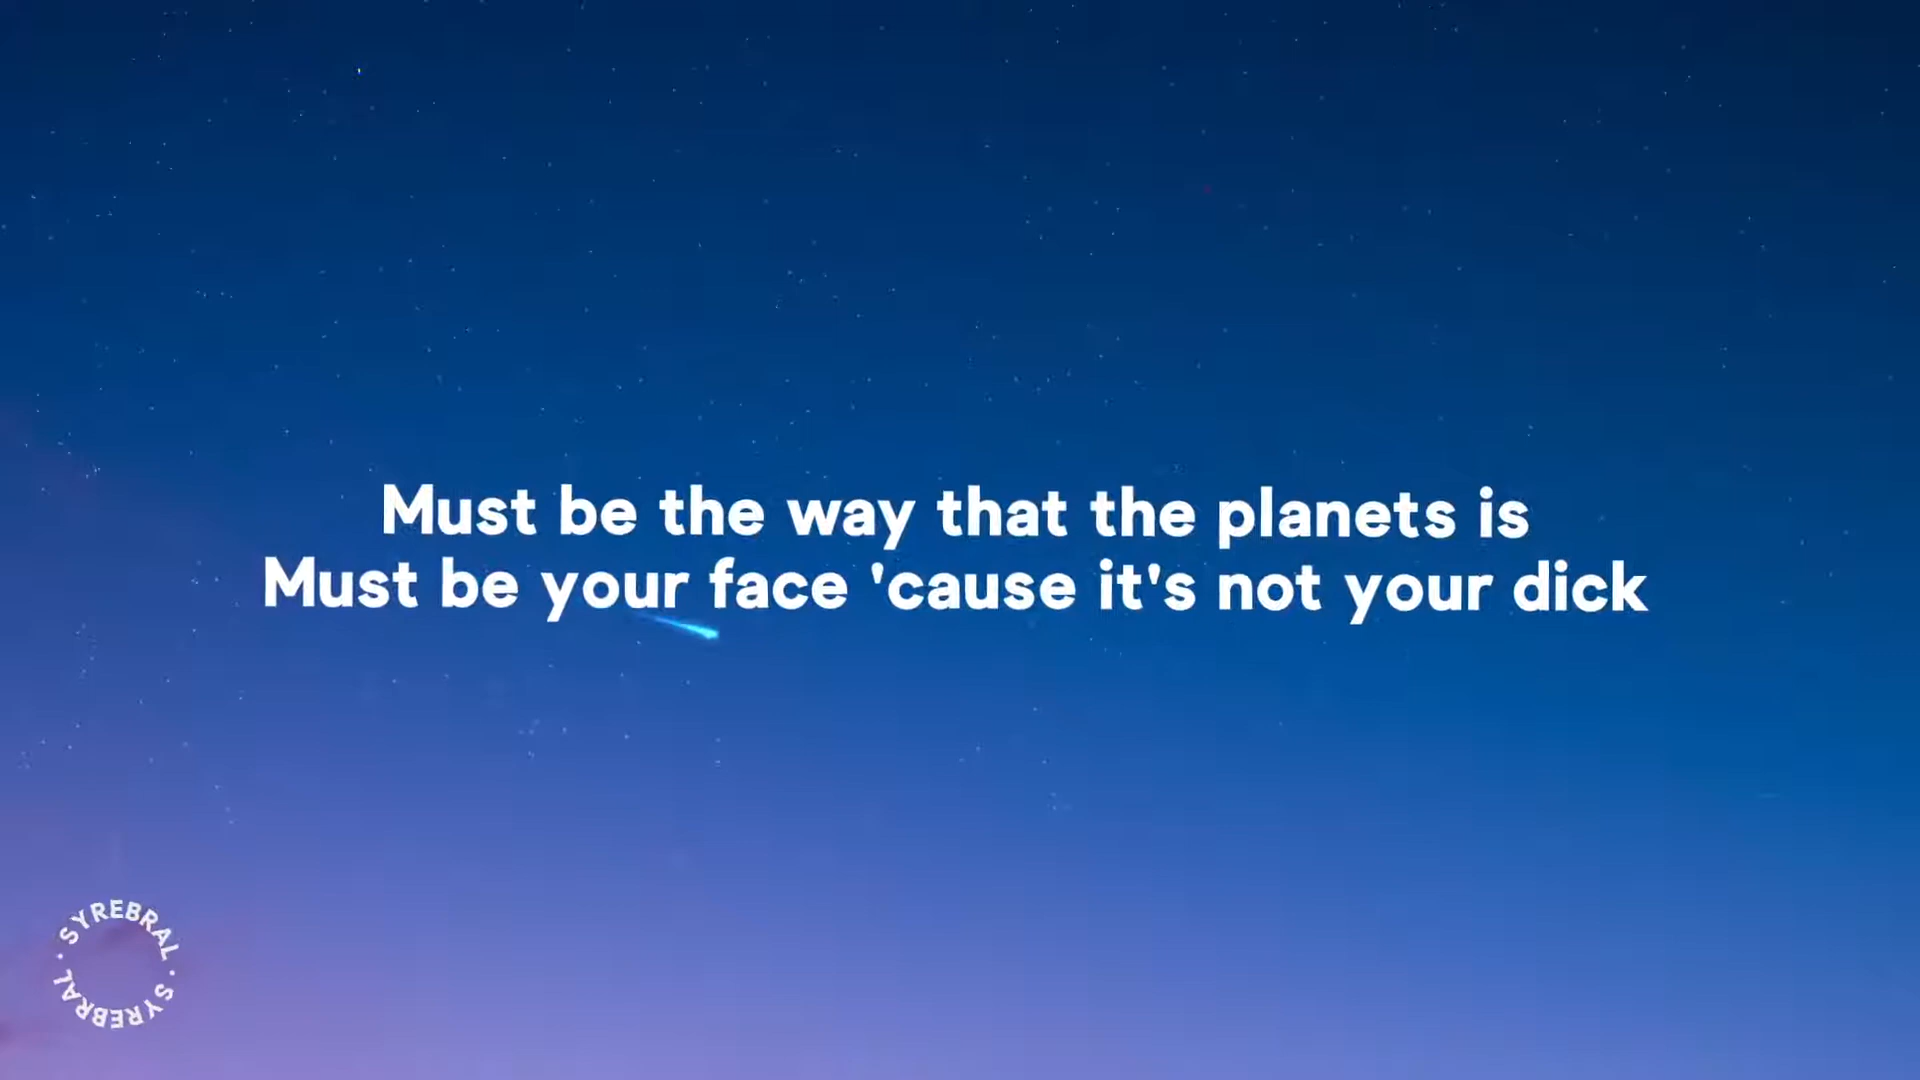 Must be the way that the planets is
Must be your face 'cause it's not your dick
SYREBRAL · SYREBRAL ·